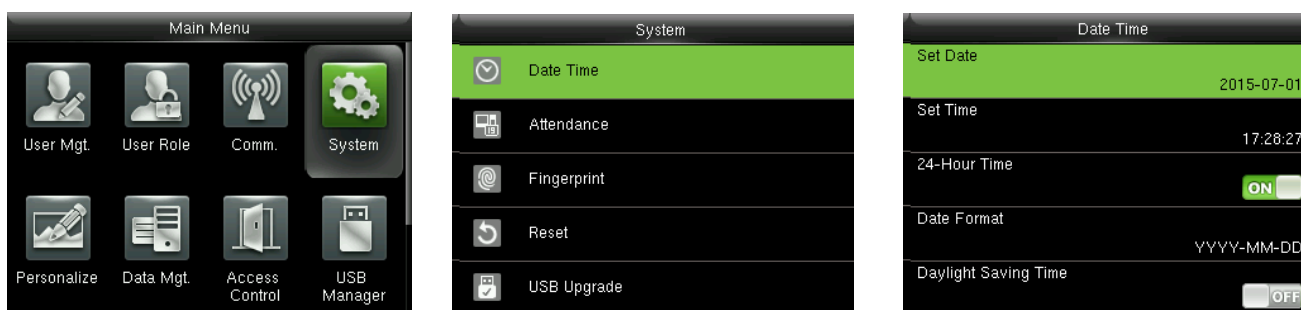 Main Menu
User Mgt.
User Role
Comm.
System
Personalize
Data Mgt.
Access
Control
USB
Manager
System
Date Time
Attendance
Fingerprint
Reset
USB Upgrade
Date Time
Set Date
2015-07-01
Set Time
17:28:27
24-Hour Time
ON
Date Format
YYYY-MM-DD
Daylight Saving Time
OFF